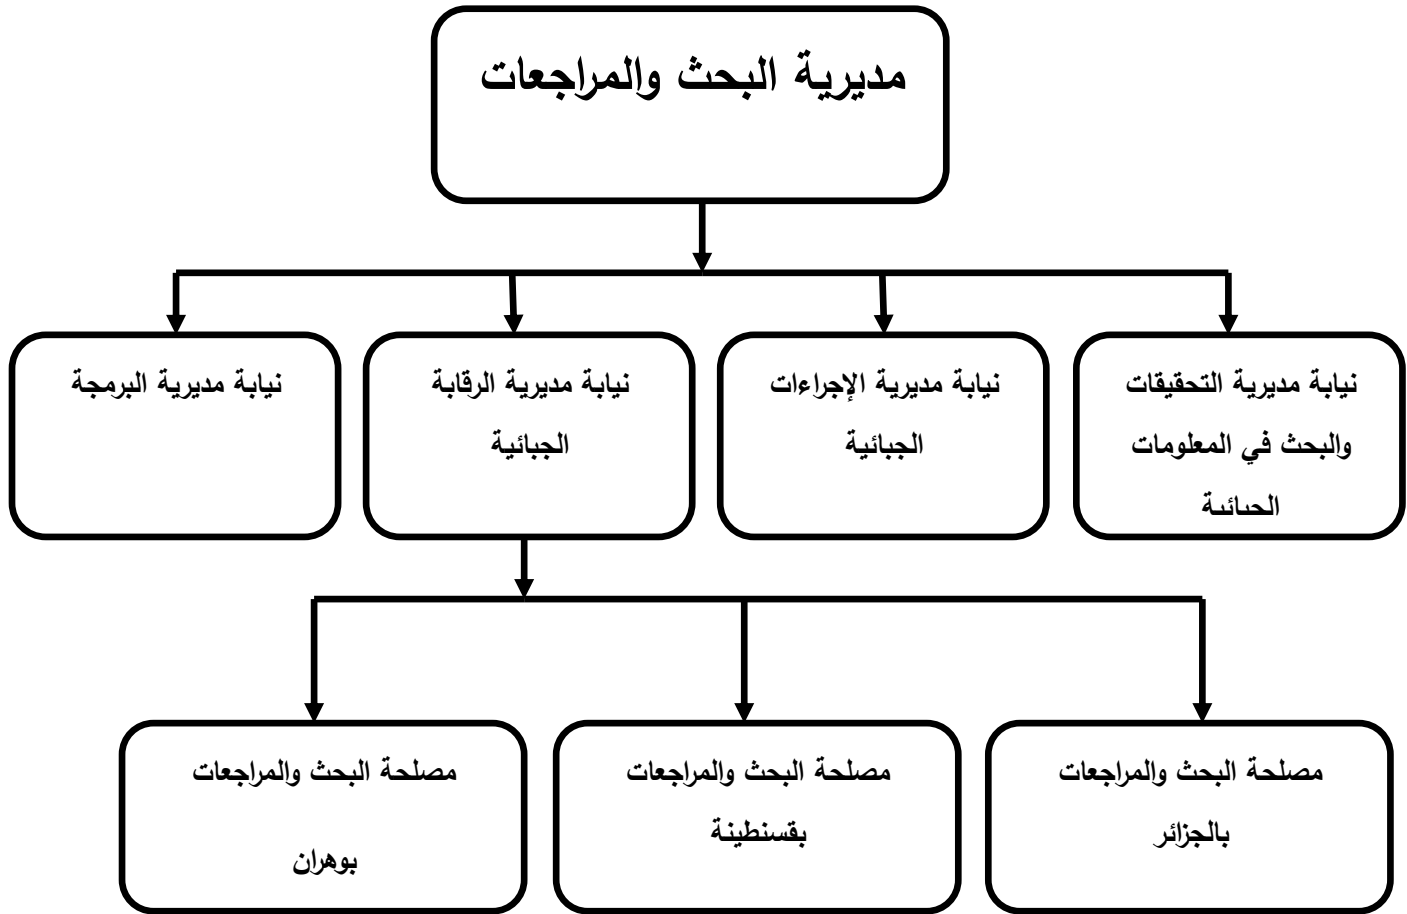 مديرية البحث والمراجعات
نيابة مديرية التحقيقات
والبحث في المعلومات
الجبائية
نيابة مديرية الإجراءات
الجبائية
نيابة مديرية الرقابة
الجبائية
نيابة مديرية البرمجة
مصلحة البحث والمراجعات
بالجزائر
مصلحة البحث والمراجعات
بقسنطينة
مصلحة البحث والمراجعات
بوهران